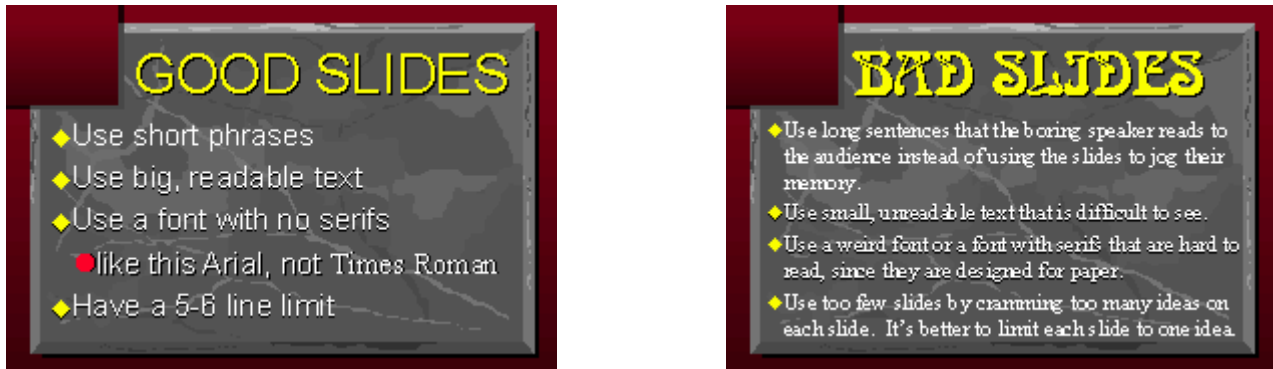 GOOD SLIDES
Use short phrases
Use big, readable text
Use a font with no serifs
like this Arial, not Times Roman
Have a 5-6 line limit
BAD SLIDES
Use long sentences that the boring speaker reads to
the audience instead of using the slides to jog their
memory.
Use small, unreadable text that is difficult to see.
Use a weird font or a font with serifs that are hard to
read, since they are designed for paper.
Use too few slides by cramming too many ideas on
each slide.  It's better to limit each slide to one idea.